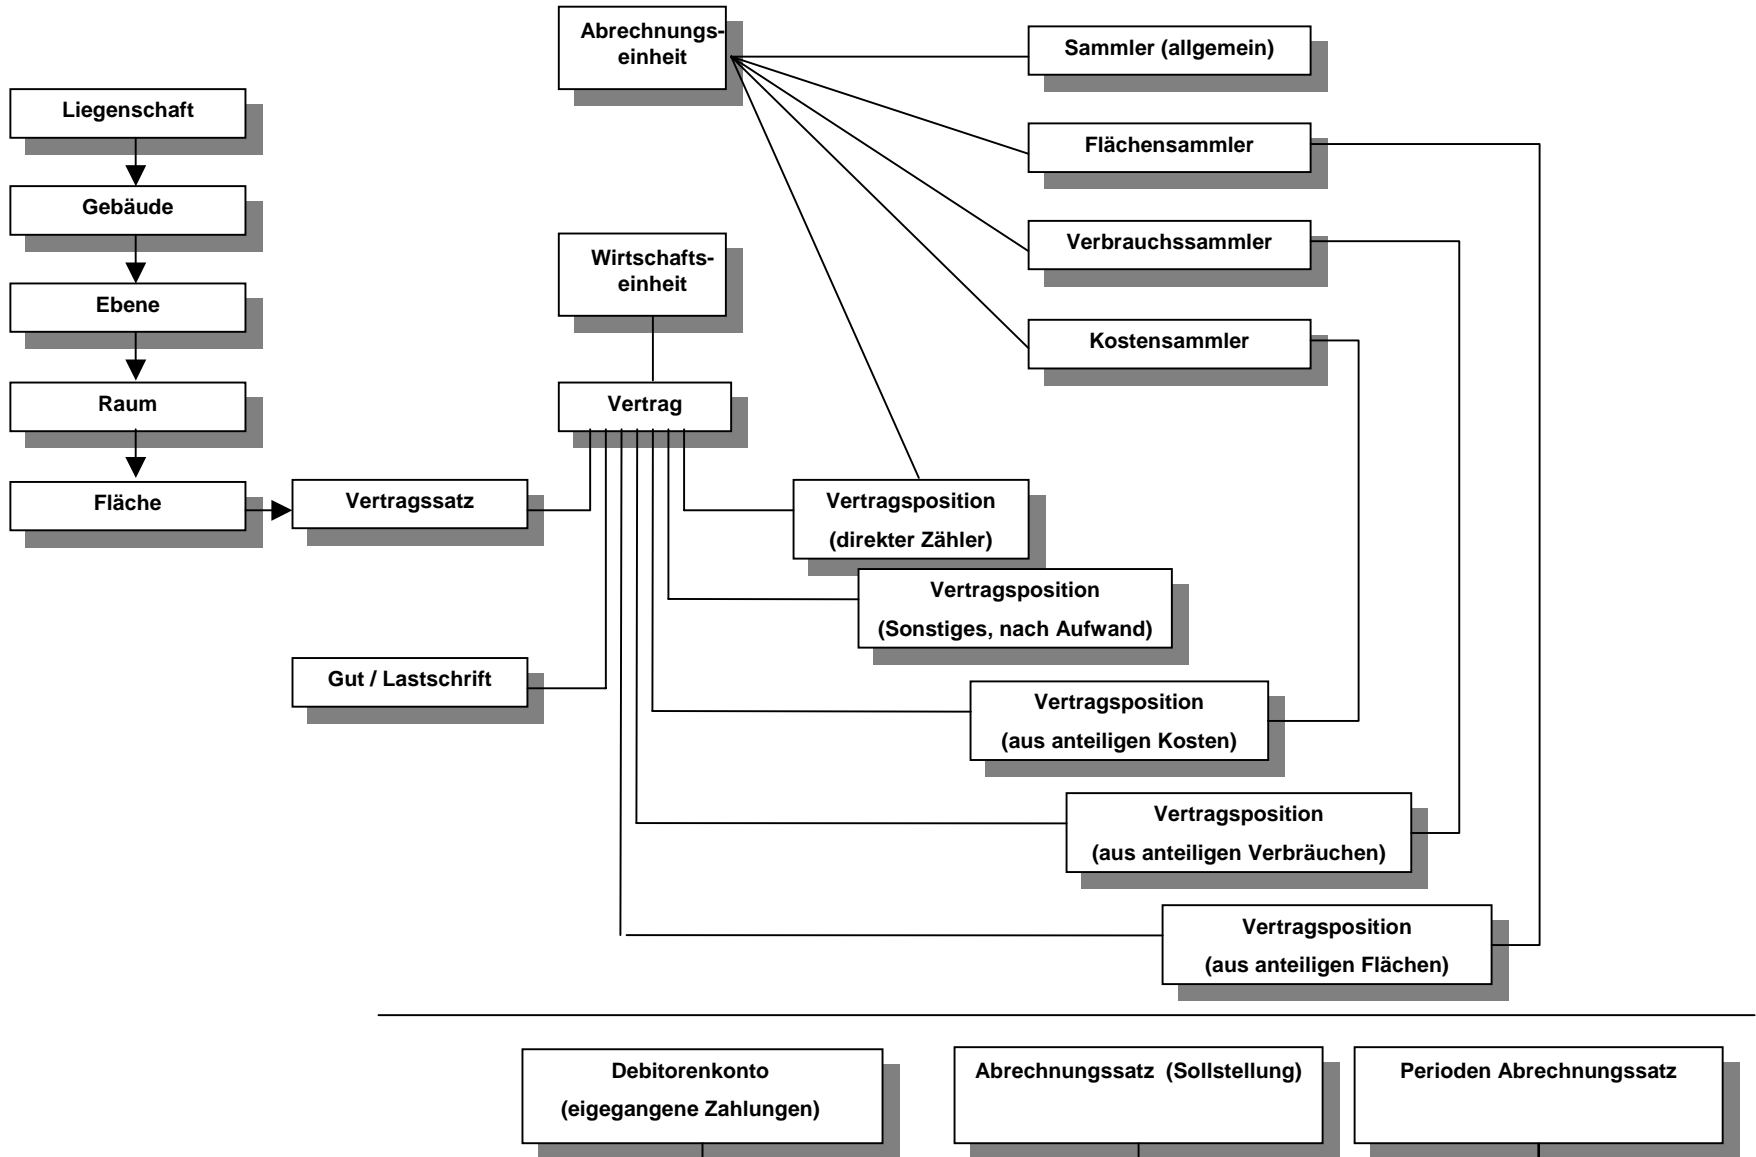 Abrechnungs-
einheit
Sammler (allgemein)
Liegenschaft
Flächensammler
Gebäude
Verbrauchssammler
Wirtschafts-
einheit
Ebene
Kostensammler
Raum
Vertrag
Fläche
Vertragssatz
Vertragsposition
(direkter Zähler)
Vertragsposition
(Sonstiges, nach Aufwand)
Gut / Lastschrift
Vertragsposition
(aus anteiligen Kosten)
Vertragsposition
(aus anteiligen Verbräuchen)
Vertragsposition
(aus anteiligen Flächen)
Debitorenkonto
(eigegangene Zahlungen)
Abrechnungssatz (Sollstellung)
Perioden Abrechnungssatz